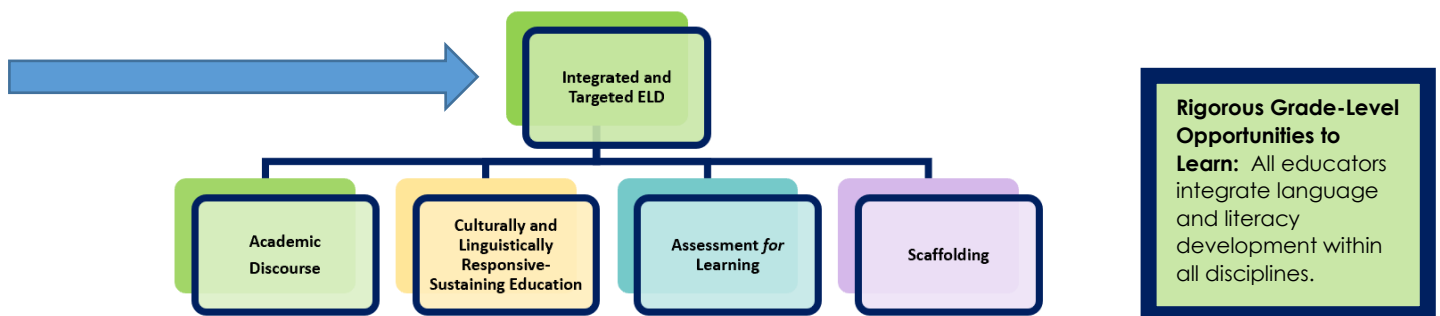 Integrated and
Targeted ELD
Academic
Discourse
Culturally and
Linguistically
Responsive-
Sustaining Education
Assessment for
Learning
Scaffolding
Rigorous Grade-Level
Opportunities to
Learn: All educators
integrate language
and literacy
development within
all disciplines.